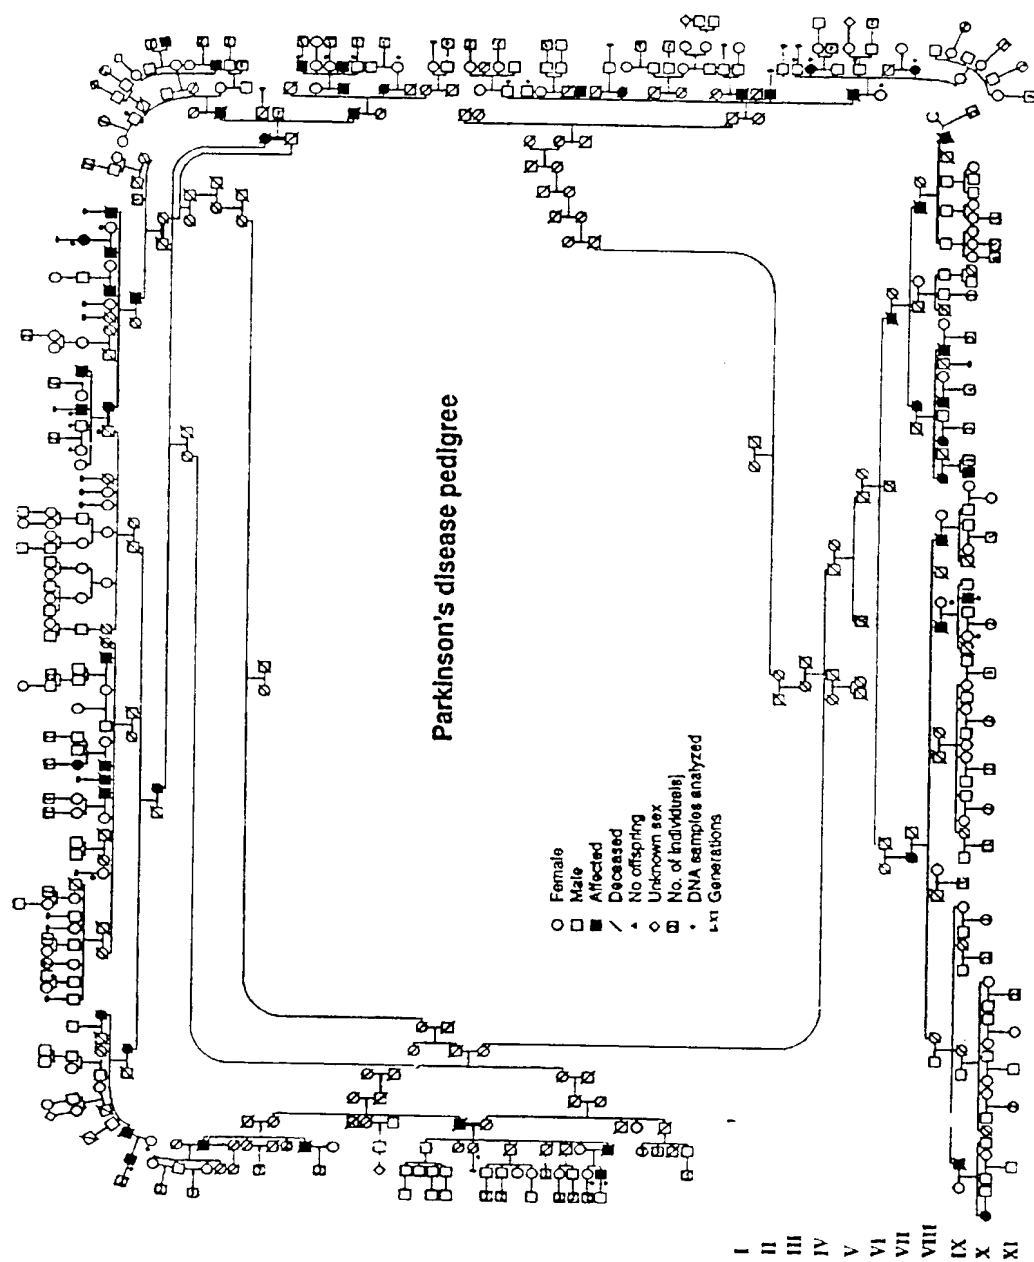 Parkinson's disease pedigree
Female
Male
Affected
Deceased
No offspring
Unknown sex
No. of individuals]
DNA samples analyzed
I-XI Generations
I
II
III
IV
V
VI
VII
VIII
IX
X
XI